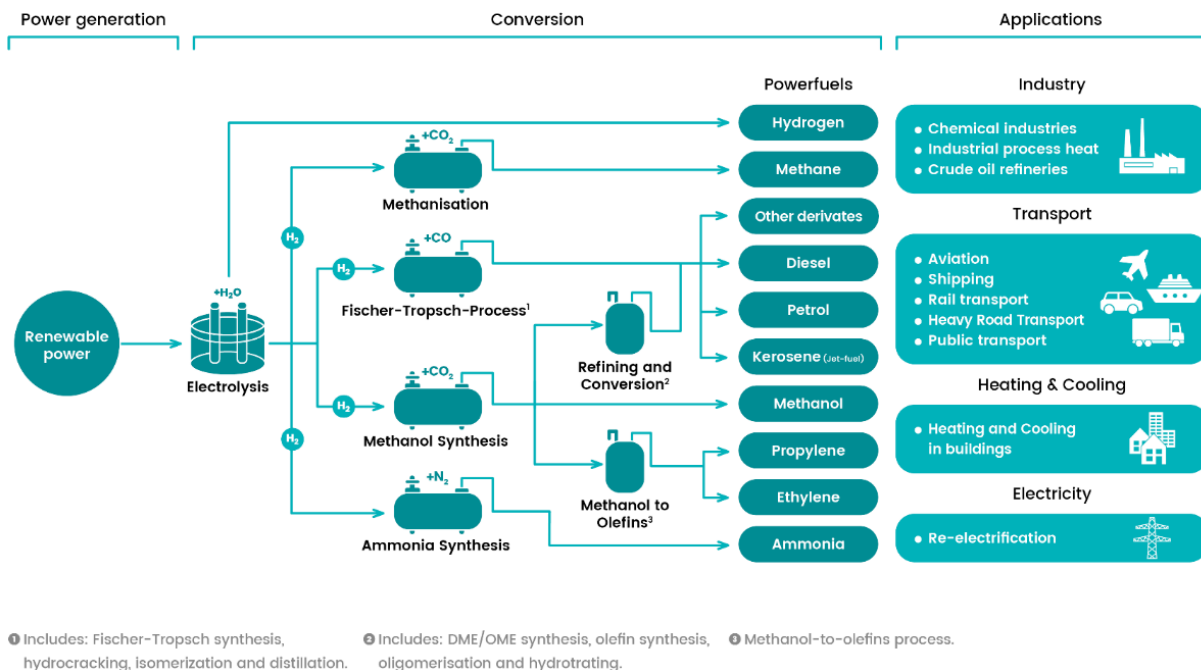 Power generation
Conversion
Applications
Powerfuels
Industry
Hydrogen
• Chemical industries
• Industrial process heat
• Crude oil refineries
+CO₂
Methanisation
Methane
Transport
Other derivates
H₂
+CO
H₂
Fischer-Tropsch-Process¹
Diesel
• Aviation
• Shipping
• Rail transport
• Heavy Road Transport
• Public transport
+H₂O
Renewable
power
Electrolysis
Petrol
Refining and
Conversion²
Kerosene (Jet-fuel)
Heating & Cooling
+CO₂
H₂
Methanol Synthesis
Methanol
• Heating and Cooling
in buildings
H₂
Propylene
Methanol to
Olefins³
Ethylene
Electricity
+N₂
Ammonia Synthesis
Ammonia
• Re-electrification
❶ Includes: Fischer-Tropsch synthesis,
hydrocracking, isomerization and distillation.
❷ Includes: DME/OME synthesis, olefin synthesis,
oligomerisation and hydrotrating.
❸ Methanol-to-olefins process.